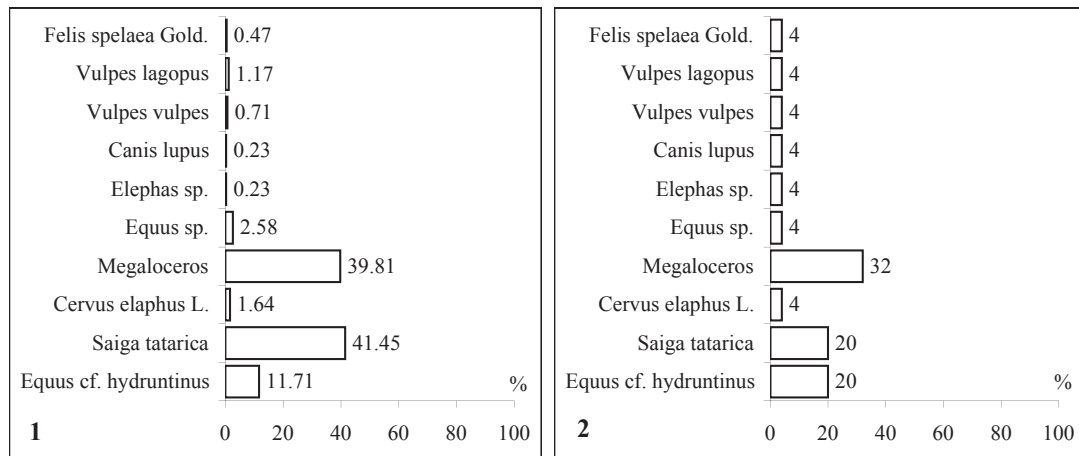 Felis spelaea Gold. 0.47
Vulpes lagopus 1.17
Vulpes vulpes 0.71
Canis lupus 0.23
Elephas sp. 0.23
Equus sp. 2.58
Megaloceros 39.81
Cervus elaphus L. 1.64
Saiga tatarica 41.45
Equus cf. hydruntinus 11.71 %
1 0 20 40 60 80 100
Felis spelaea Gold. 4
Vulpes lagopus 4
Vulpes vulpes 4
Canis lupus 4
Elephas sp. 4
Equus sp. 4
Megaloceros 32
Cervus elaphus L. 4
Saiga tatarica 20
Equus cf. hydruntinus 20 %
2 0 20 40 60 80 100